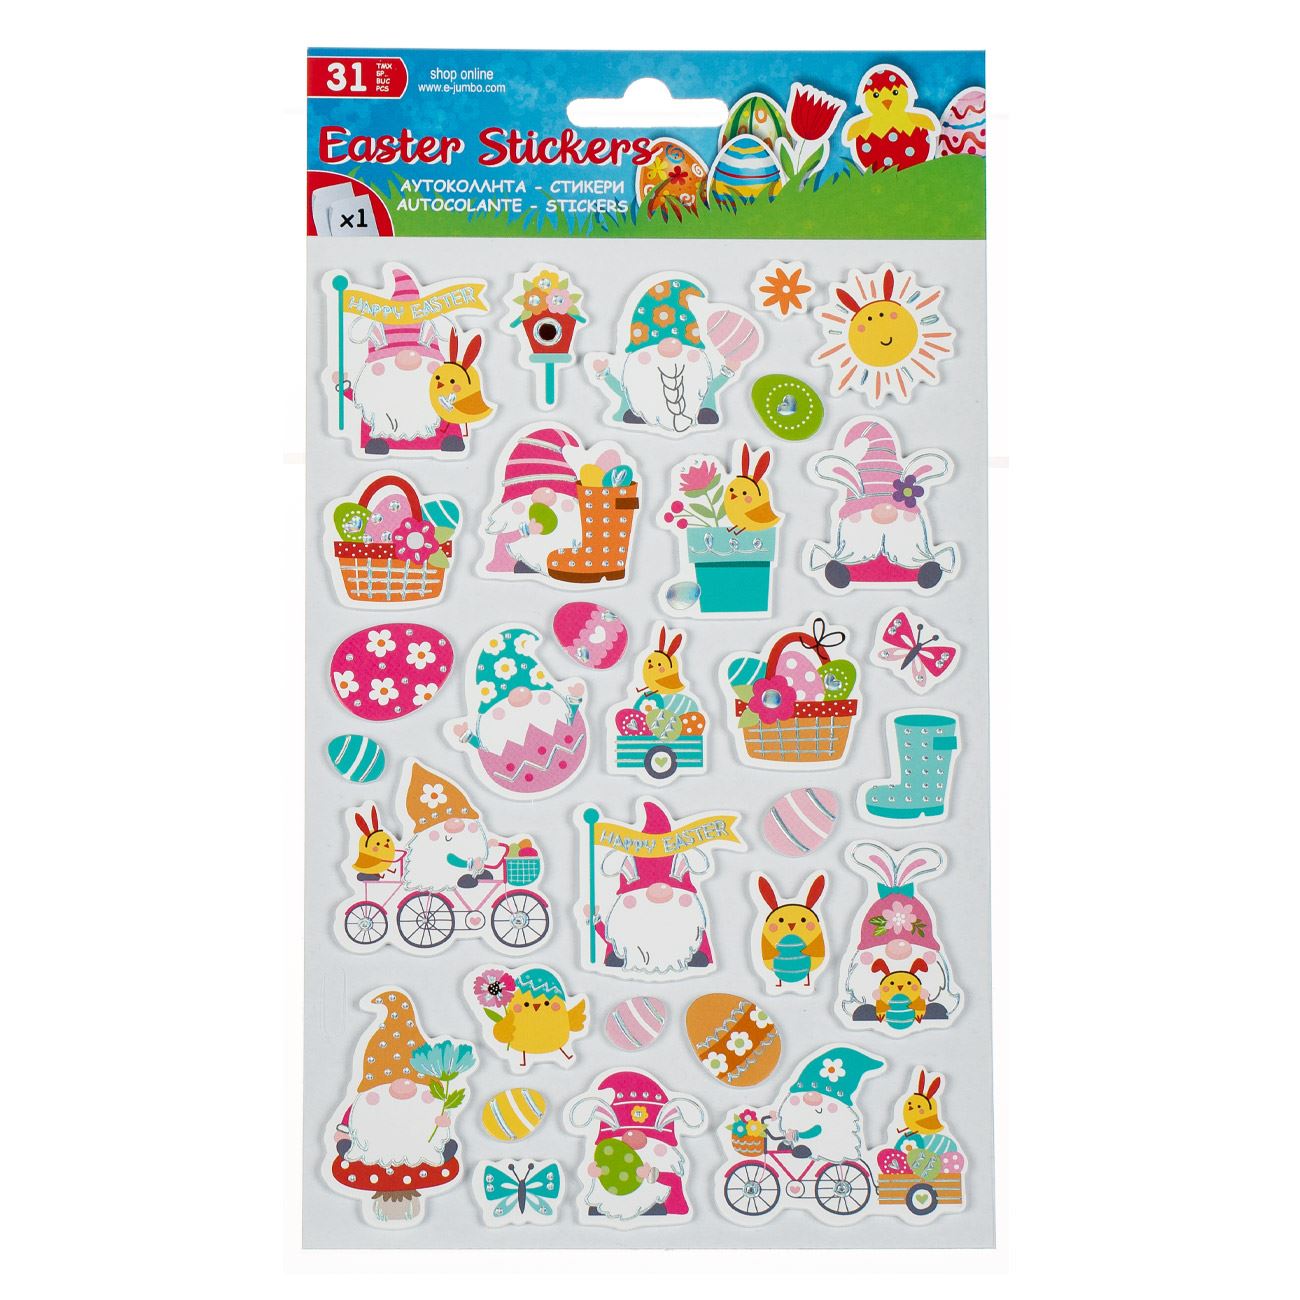 31 ΤΜΧ
БР.
BUC
PCS
shop online
www.e-jumbo.com
Easter Stickers
ΑΥΤΟΚΟΛΛΗΤΑ - СТИКЕРИ
AUTOCOLANTE - STICKERS
x1
HAPPY EASTER
HAPPY EASTER